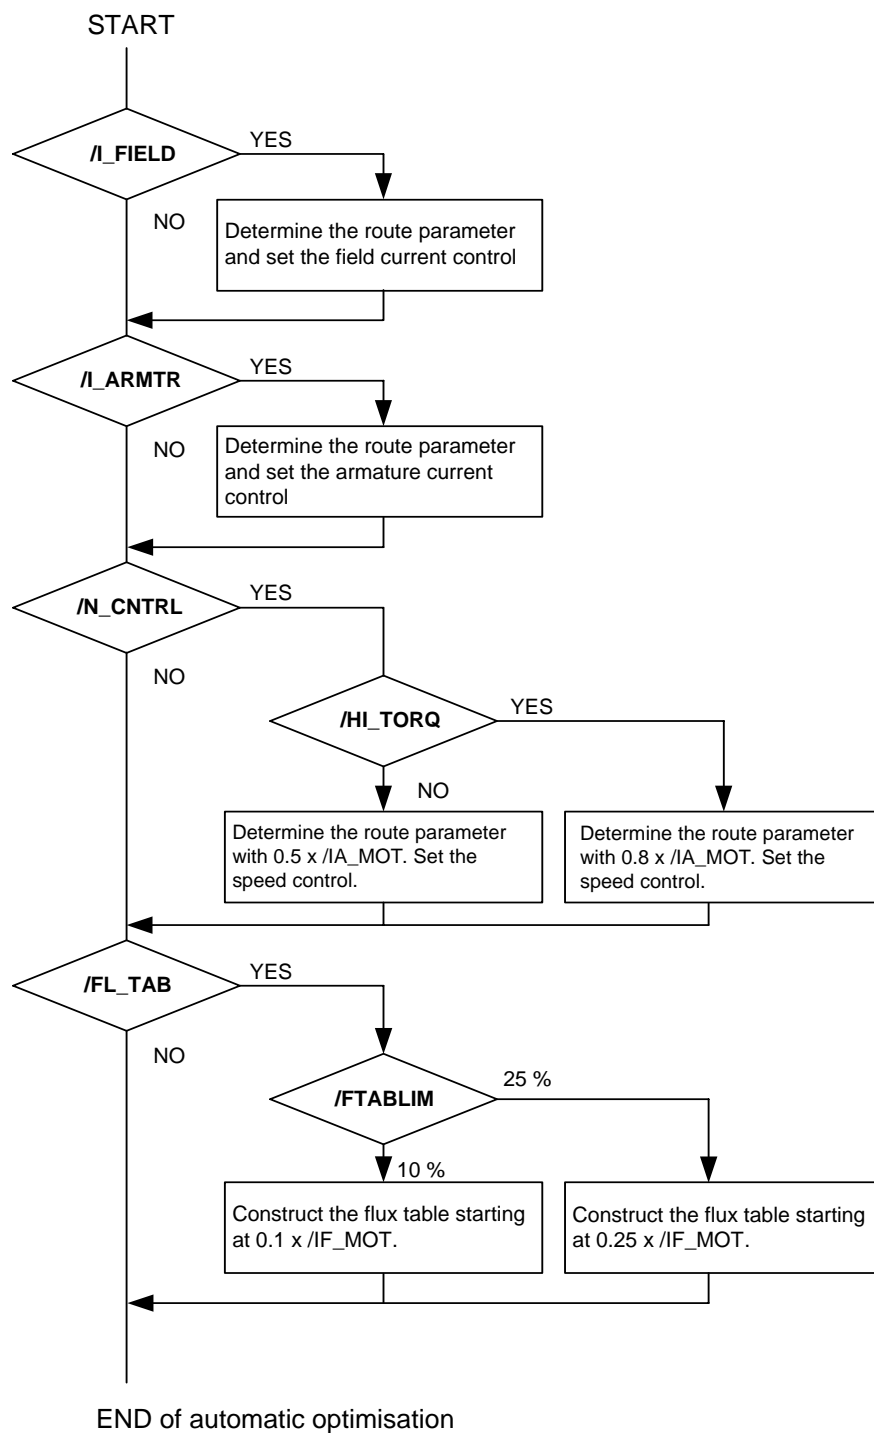 START
/I_FIELD
YES
NO
Determine the route parameter
and set the field current control
/I_ARMTR
YES
NO
Determine the route parameter
and set the armature current
control
/N_CNTRL
YES
NO
/HI_TORQ
YES
NO
Determine the route parameter
with 0.5 x /IA_MOT. Set the
speed control.
Determine the route parameter
with 0.8 x /IA_MOT. Set the
speed control.
/FL_TAB
YES
NO
/FTABLIM
25 %
10 %
Construct the flux table starting
at 0.1 x /IF_MOT.
Construct the flux table starting
at 0.25 x /IF_MOT.
END of automatic optimisation